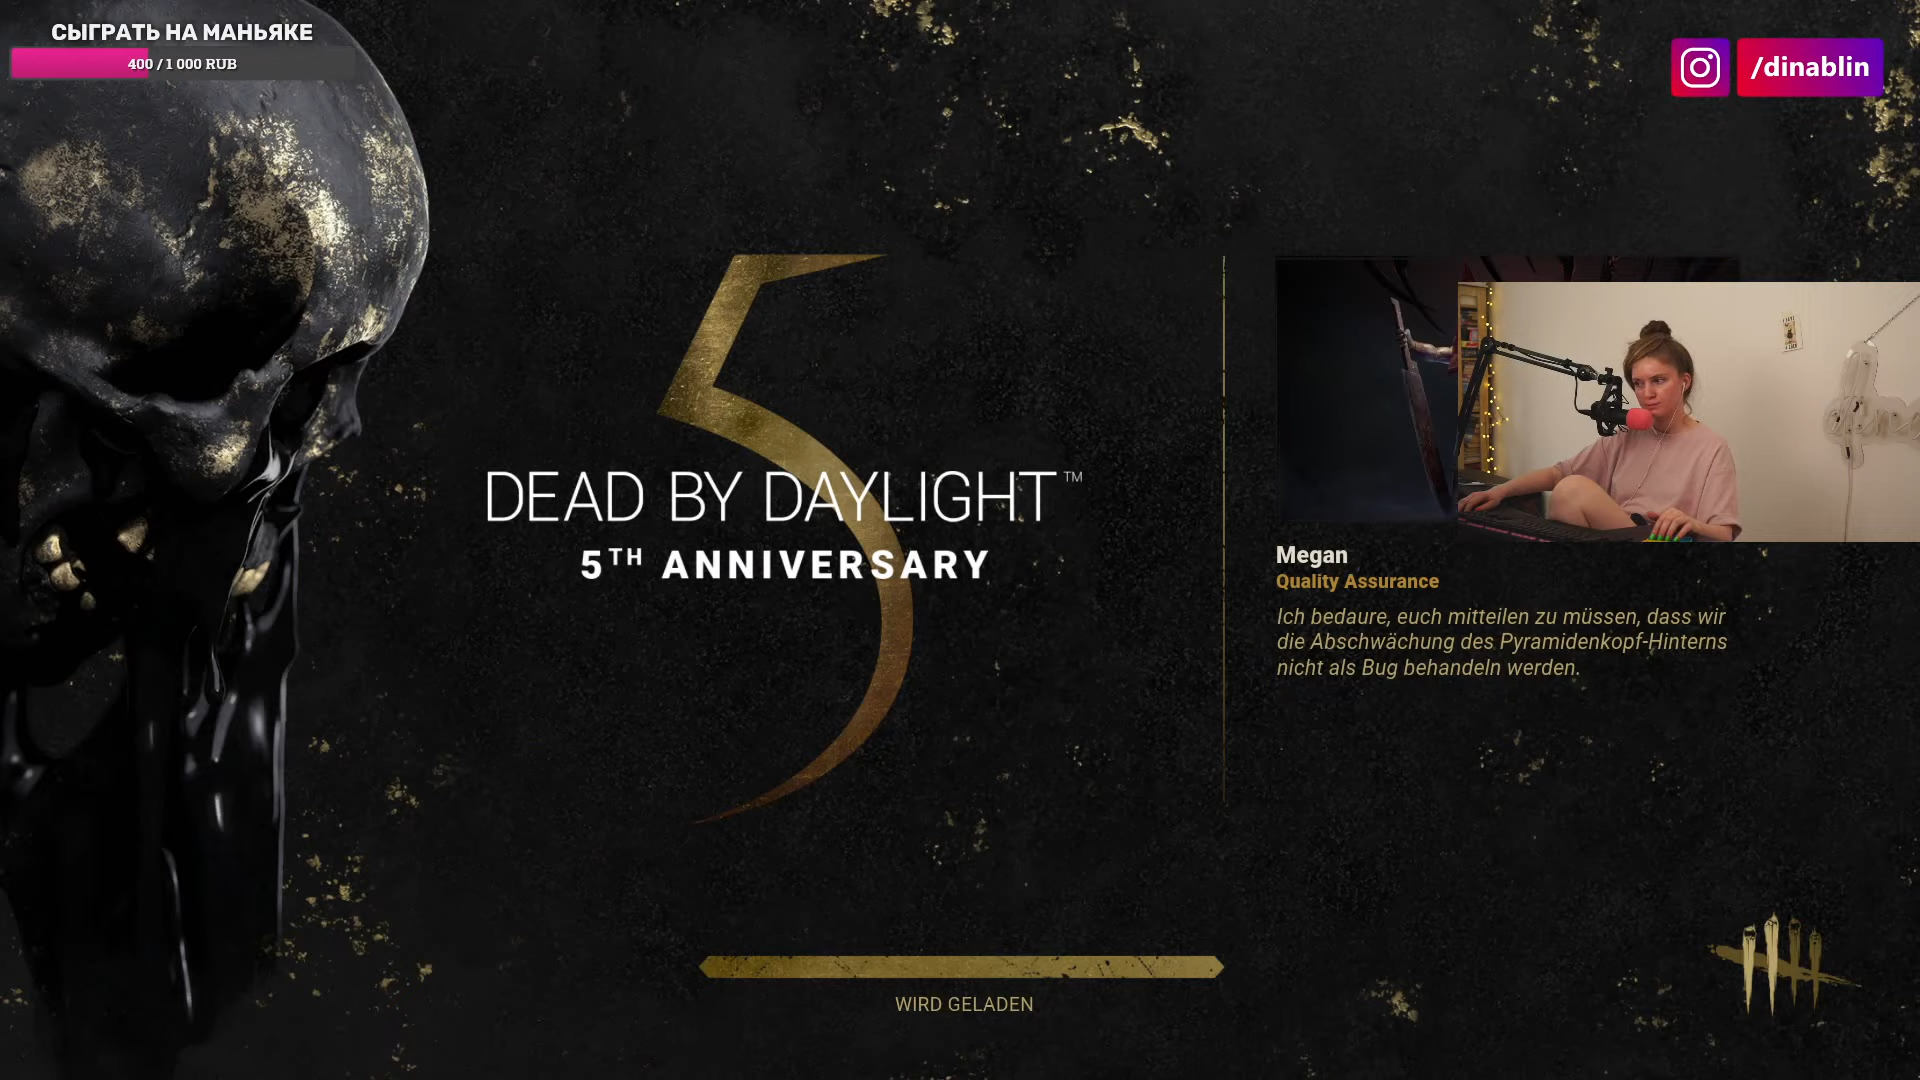 СЫГРАТЬ НА МАНЬЯКЕ
400 / 1 000 RUB
/dinablin
DEAD BY DAYLIGHT™
5TH ANNIVERSARY
Megan
Quality Assurance
Ich bedaure, euch mitteilen zu müssen, dass wir
die Abschwächung des Pyramidenkopf-Hinterns
nicht als Bug behandeln werden.
WIRD GELADEN